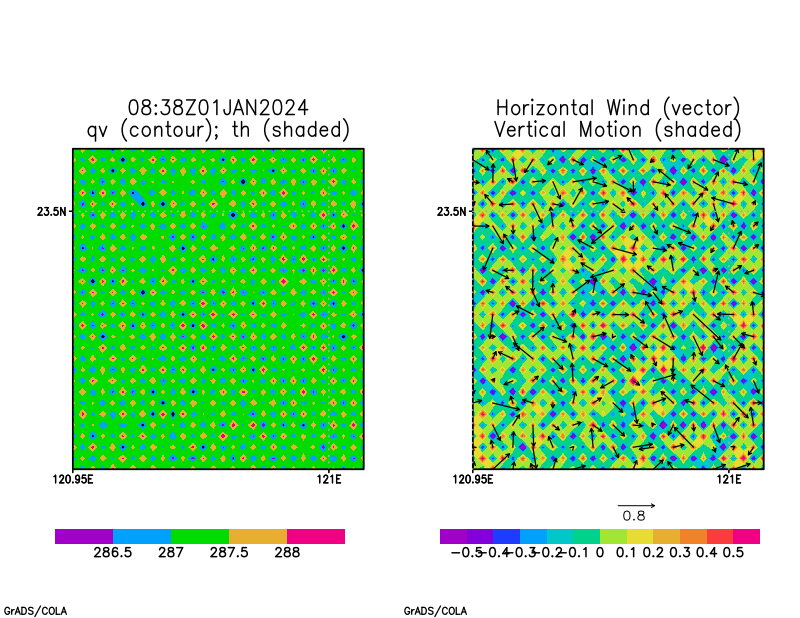 08:38Z01JAN2024
qv (contour); th (shaded)
23.5N
120.95E
121E
286.5
287
287.5
288
GrADS/COLA
Horizontal Wind (vector)
Vertical Motion (shaded)
23.5N
120.95E
121E
0.8
-0.5 -0.4 -0.3 -0.2 -0.1 0 0.1 0.2 0.3 0.4 0.5
GrADS/COLA